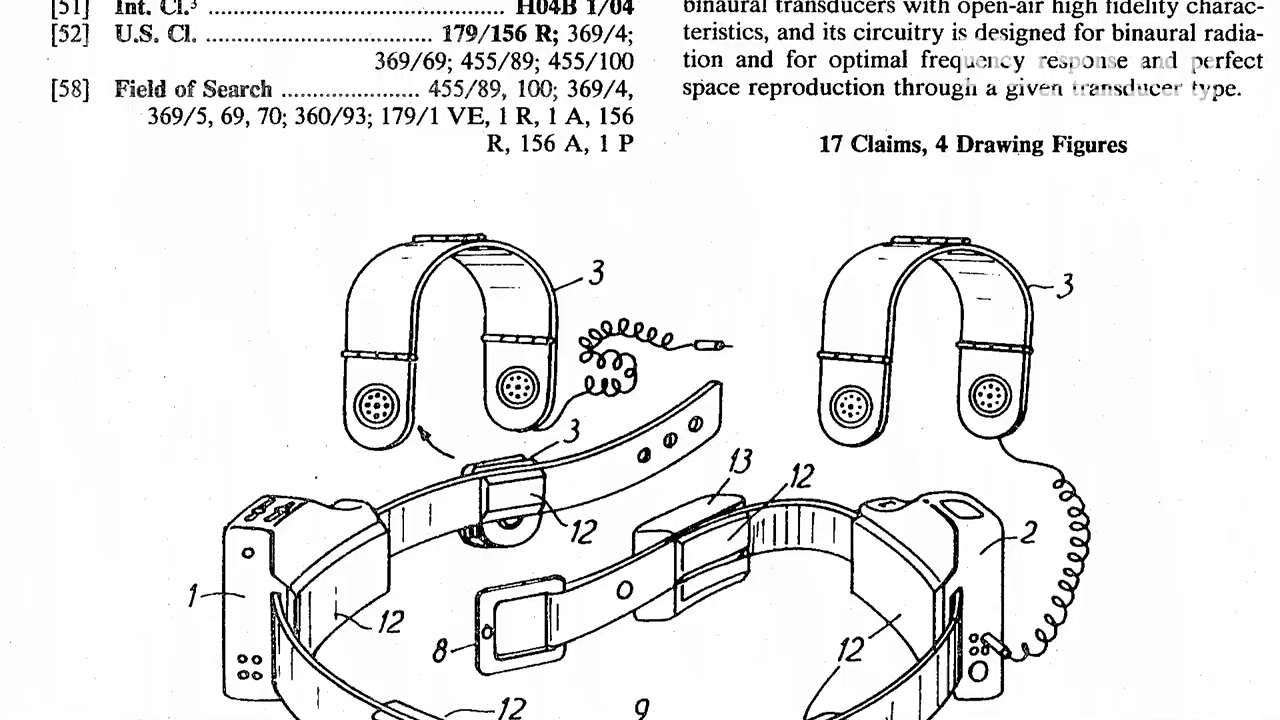 [51] Int. Cl.³ .............................................. H04B 1/04
[52] U.S. Cl. .................................. 179/156 R; 369/4;
369/69; 455/89; 455/100
[58] Field of Search .................... 455/89, 100; 369/4,
369/5, 69, 70; 360/93; 179/1 VE, 1 R, 1 A, 156
R, 156 A, 1 P
binaural transducers with open-air high fidelity charac-
teristics, and its circuitry is designed for binaural radia-
tion and for optimal frequency response and perfect
space reproduction through a given transducer type.
17 Claims, 4 Drawing Figures
3
3
3
13
12
12
2
1
12
8
12
12
9